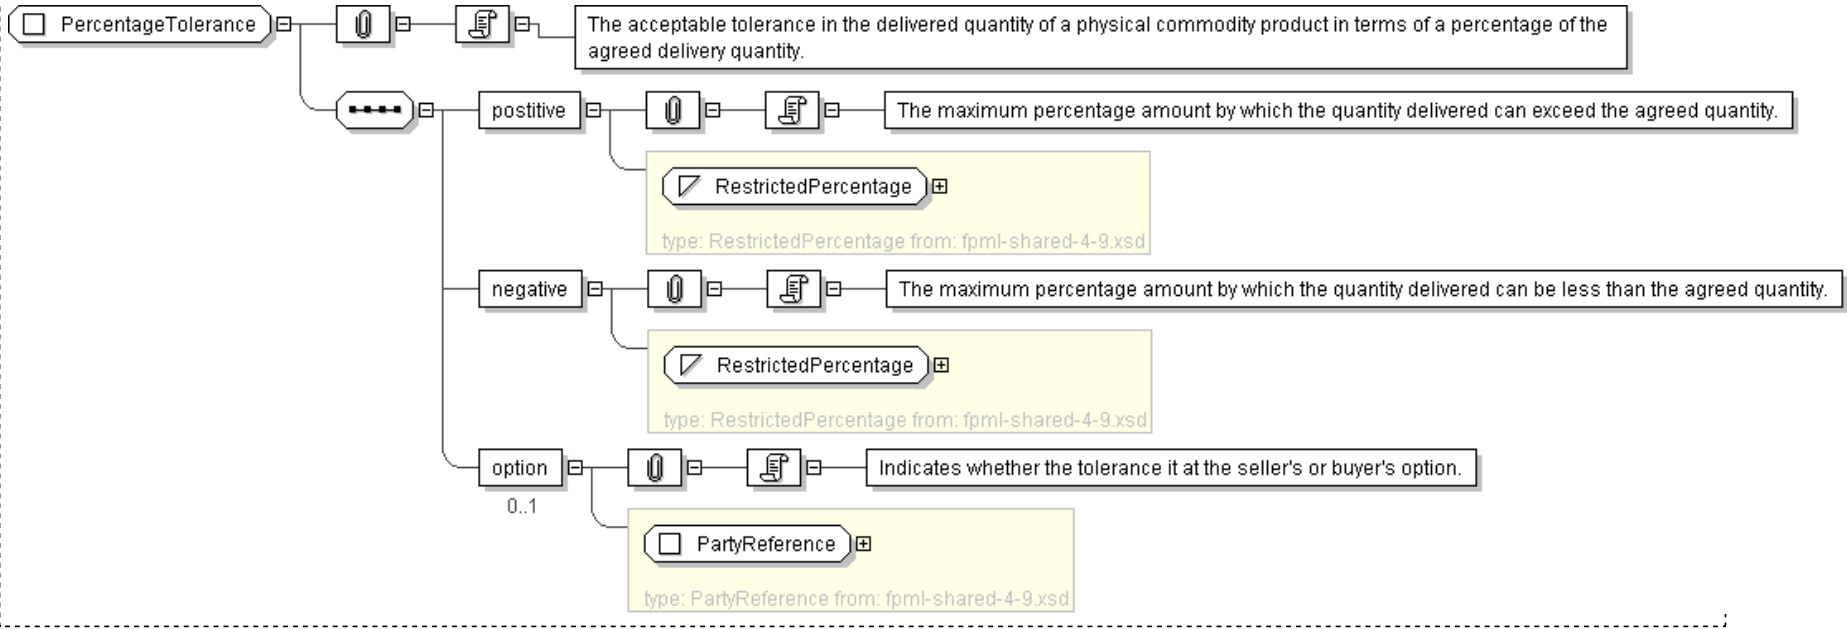 PercentageTolerance
The acceptable tolerance in the delivered quantity of a physical commodity product in terms of a percentage of the
agreed delivery quantity.
postitive
The maximum percentage amount by which the quantity delivered can exceed the agreed quantity.
RestrictedPercentage
type: RestrictedPercentage from: fpml-shared-4-9.xsd
negative
The maximum percentage amount by which the quantity delivered can be less than the agreed quantity.
RestrictedPercentage
type: RestrictedPercentage from: fpml-shared-4-9.xsd
option
Indicates whether the tolerance it at the seller's or buyer's option.
0..1
PartyReference
type: PartyReference from: fpml-shared-4-9.xsd